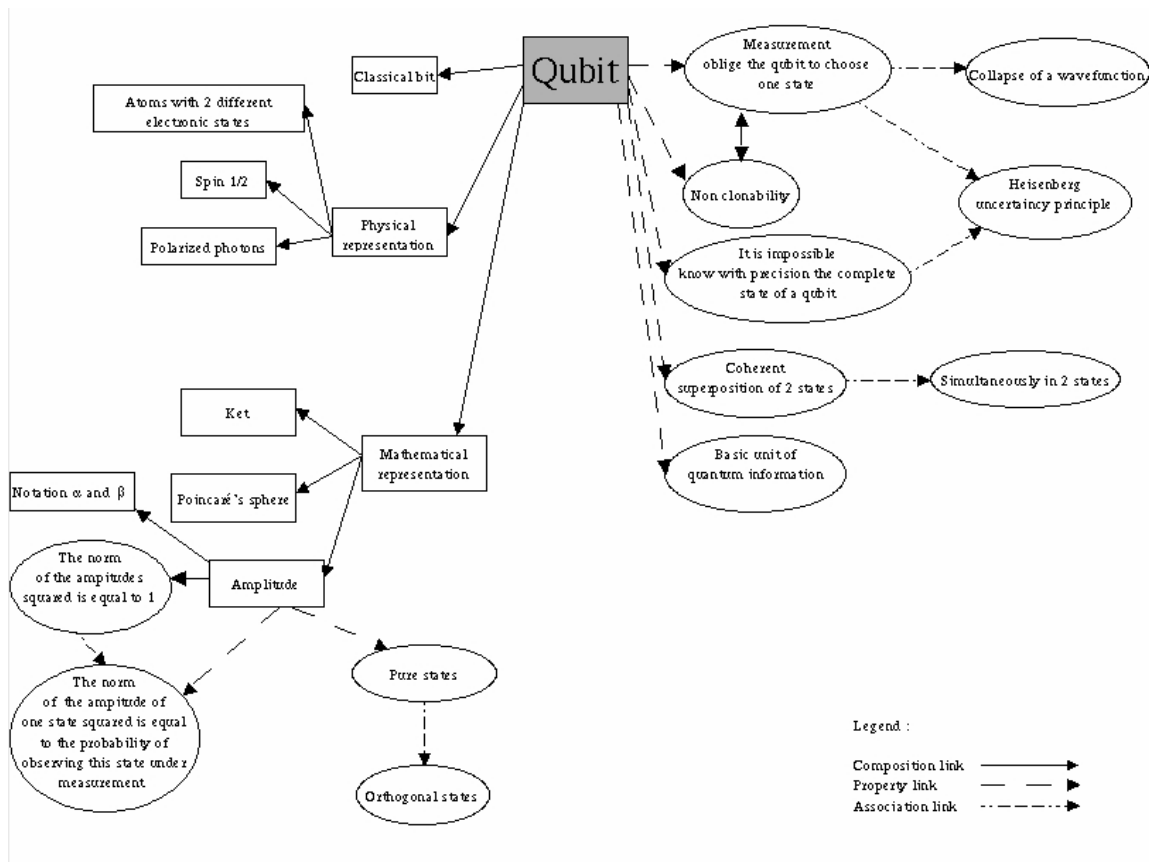 Qubit
Classical bit
Atoms with 2 different
electronic states
Spin 1/2
Polarized photons
Physical
representation
Measurement
oblige the qubit to choose
one state
Collapse of a wavefunction
Non clonability
Heisenberg
uncertaincy principle
It is impossible
know with precision the complete
state of a qubit
Coherent
superposition of 2 states
Simultaneously in 2 states
Basic unit of
quantum information
Ket
Mathematical
representation
Poincaré's sphere
Notation α and β
Amplitude
The norm
of the amplitudes
squared is equal to 1
The norm
of the amplitude of
one state squared is equal
to the probability of
observing this state under
measurement
Pure states
Orthogonal states
Legend :
Composition link
Property link
Association link